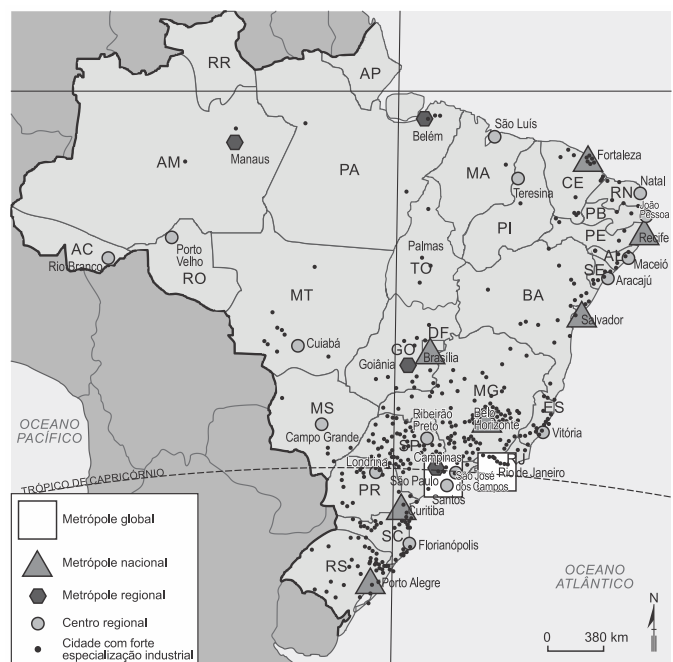 RR
AP
Belém
São Luís
Manaus
Fortaleza
AM
PA
MA
CE
RN
Natal
Teresina
João
Pessoa
PB
PI
PE
Recife
AC
Rio Branco
Porto
Velho
Palmas
TO
AL
Maceió
SE
Aracajú
RO
MT
BA
Salvador
Cuiabá
GO
DF
Goiânia
Brasília
MG
MS
Belo
Horizonte
ES
OCEANO
PACÍFICO
Campo Grande
Ribeirão
Preto
Vitória
SP
Campinas
TRÓPICO DE CAPRICÓRNIO
Londrina
Rio de Janeiro
São Paulo
São José
dos Campos
PR
Santos
Metrópole global
Curitiba
SC
Florianópolis
Metrópole nacional
RS
OCEANO
ATLÂNTICO
Metrópole regional
Porto Alegre
N
Centro regional
Cidade com forte
especialização industrial
0 380 km